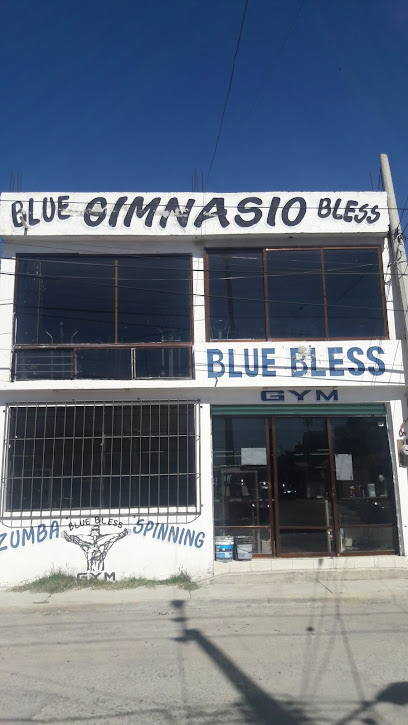 BLUE GIMNASIO BLESS
BLUE BLESS
GYM
ZUMBA BLUE BLESS SPINNING
GYM